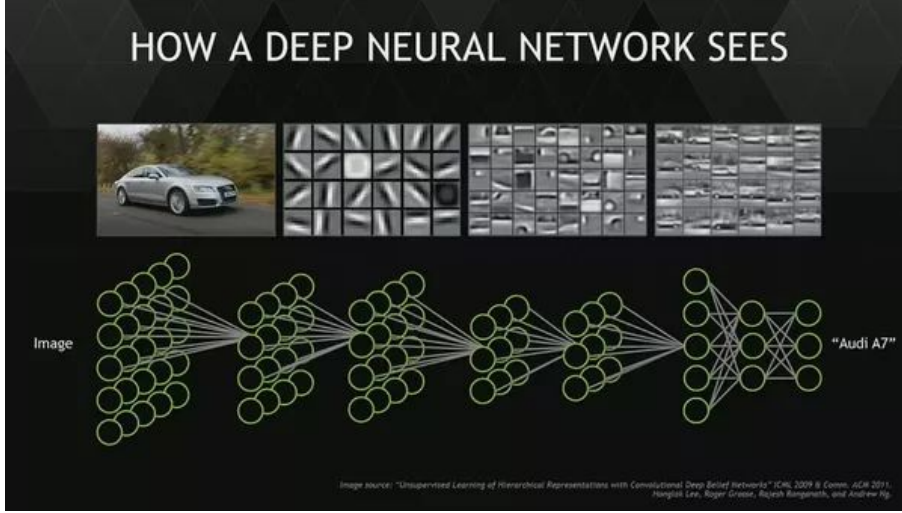 HOW A DEEP NEURAL NETWORK SEES
Image
“Audi A7”
Image source: “Unsupervised Learning of Hierarchical Representations with Convolutional Deep Belief Networks” ICML 2009 & Comm. ACM 2011.
Honglak Lee, Roger Grosse, Rajesh Ranganath, and Andrew Ng.